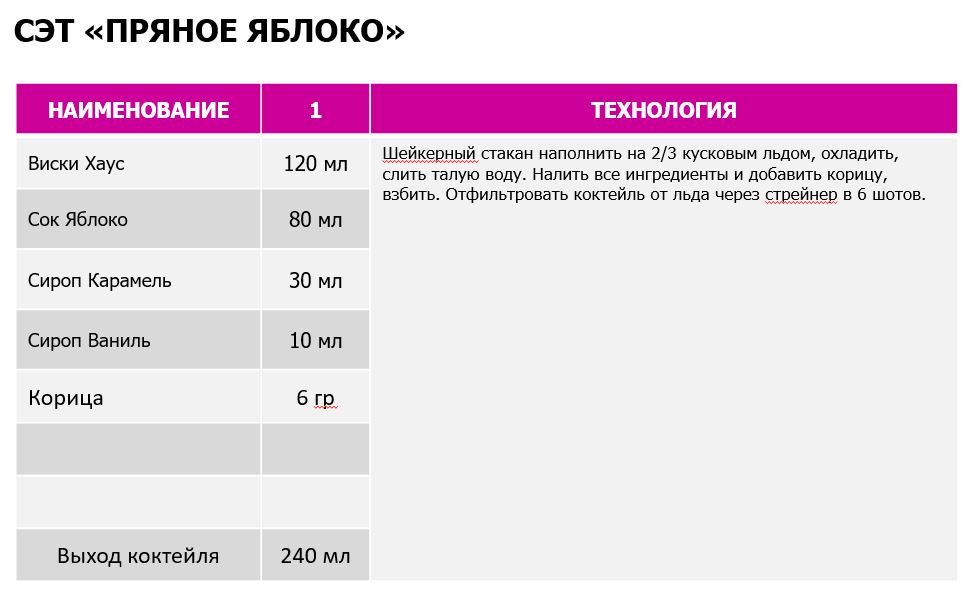 СЭТ «ПРЯНОЕ ЯБЛОКО»
НАИМЕНОВАНИЕ 1 ТЕХНОЛОГИЯ
Виски Хаус 120 мл
Сок Яблоко 80 мл
Сироп Карамель 30 мл
Сироп Ваниль 10 мл
Корица 6 гр
Выход коктейля 240 мл
Шейкерный стакан наполнить на 2/3 кусковым льдом, охладить,
слить талую воду. Налить все ингредиенты и добавить корицу,
взбить. Отфильтровать коктейль от льда через стрейнер в 6 шотов.